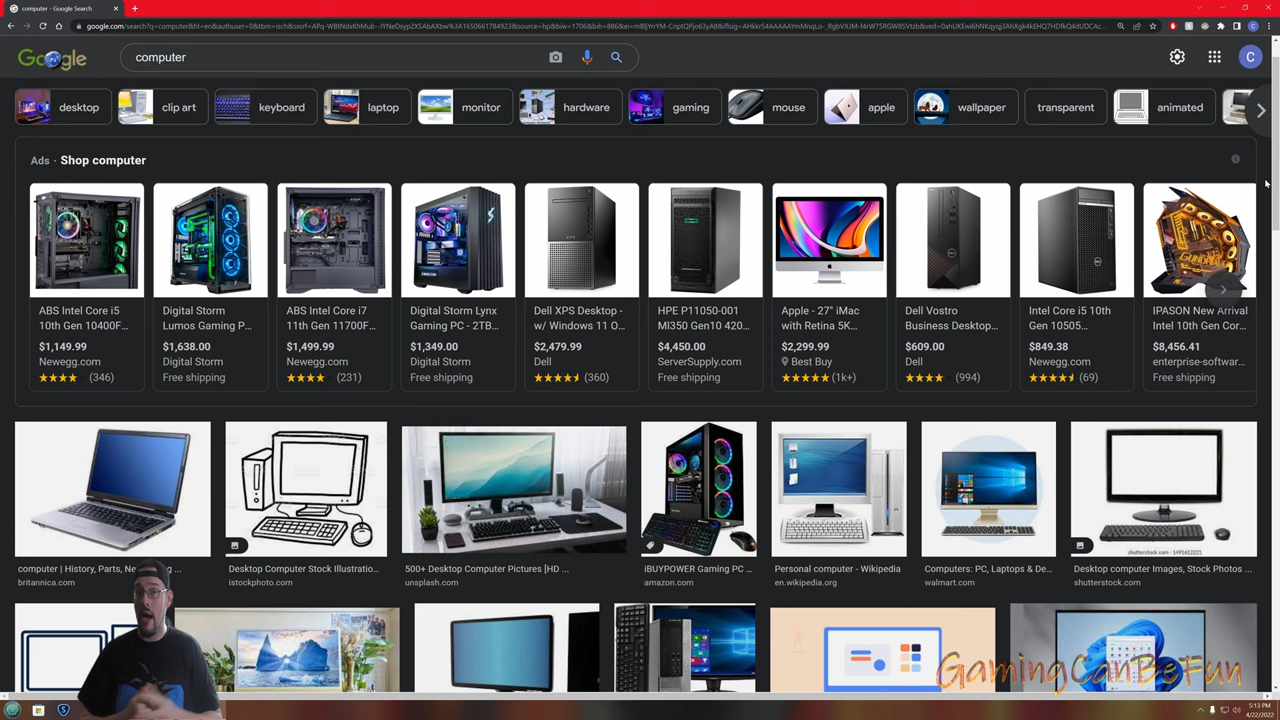 computer - Google Search
Google
computer
C
desktop
clip art
keyboard
laptop
monitor
hardware
gaming
mouse
apple
wallpaper
transparent
animated
Ads · Shop computer
ABS Intel Core i5
10th Gen 10400F...
$1,149.99
Newegg.com
(346)
Digital Storm
Lumos Gaming P...
$1,638.00
Digital Storm
Free shipping
ABS Intel Core i7
11th Gen 11700F...
$1,499.99
Newegg.com
(231)
Digital Storm Lynx
Gaming PC - 2TB...
$1,349.00
Digital Storm
Free shipping
Dell XPS Desktop -
w/ Windows 11 O...
$2,479.99
Dell
(360)
HPE P11050-001
Ml350 Gen10 420...
$4,450.00
ServerSupply.com
Free shipping
Apple - 27" iMac
with Retina 5K...
$2,299.99
Best Buy
(1k+)
Dell Vostro
Business Desktop...
$609.00
Dell
(994)
Intel Core i5 10th
Gen 10505...
$849.38
Newegg.com
(69)
IPASON New Arrival
Intel 10th Gen Cor...
$8,456.41
enterprise-softwar...
Free shipping
shutterstock.com · 1491612221
computer | History, Parts, Ne
britannica.com
Desktop Computer Stock Illustratio...
istockphoto.com
500+ Desktop Computer Pictures [HD ...
unsplash.com
iBUYPOWER Gaming PC ...
amazon.com
Personal computer - Wikipedia
en.wikipedia.org
Computers: PC, Laptops & De...
walmart.com
Desktop computer Images, Stock Photos ...
shutterstock.com
GamingCanBeFun
5:13 PM
4/22/2022